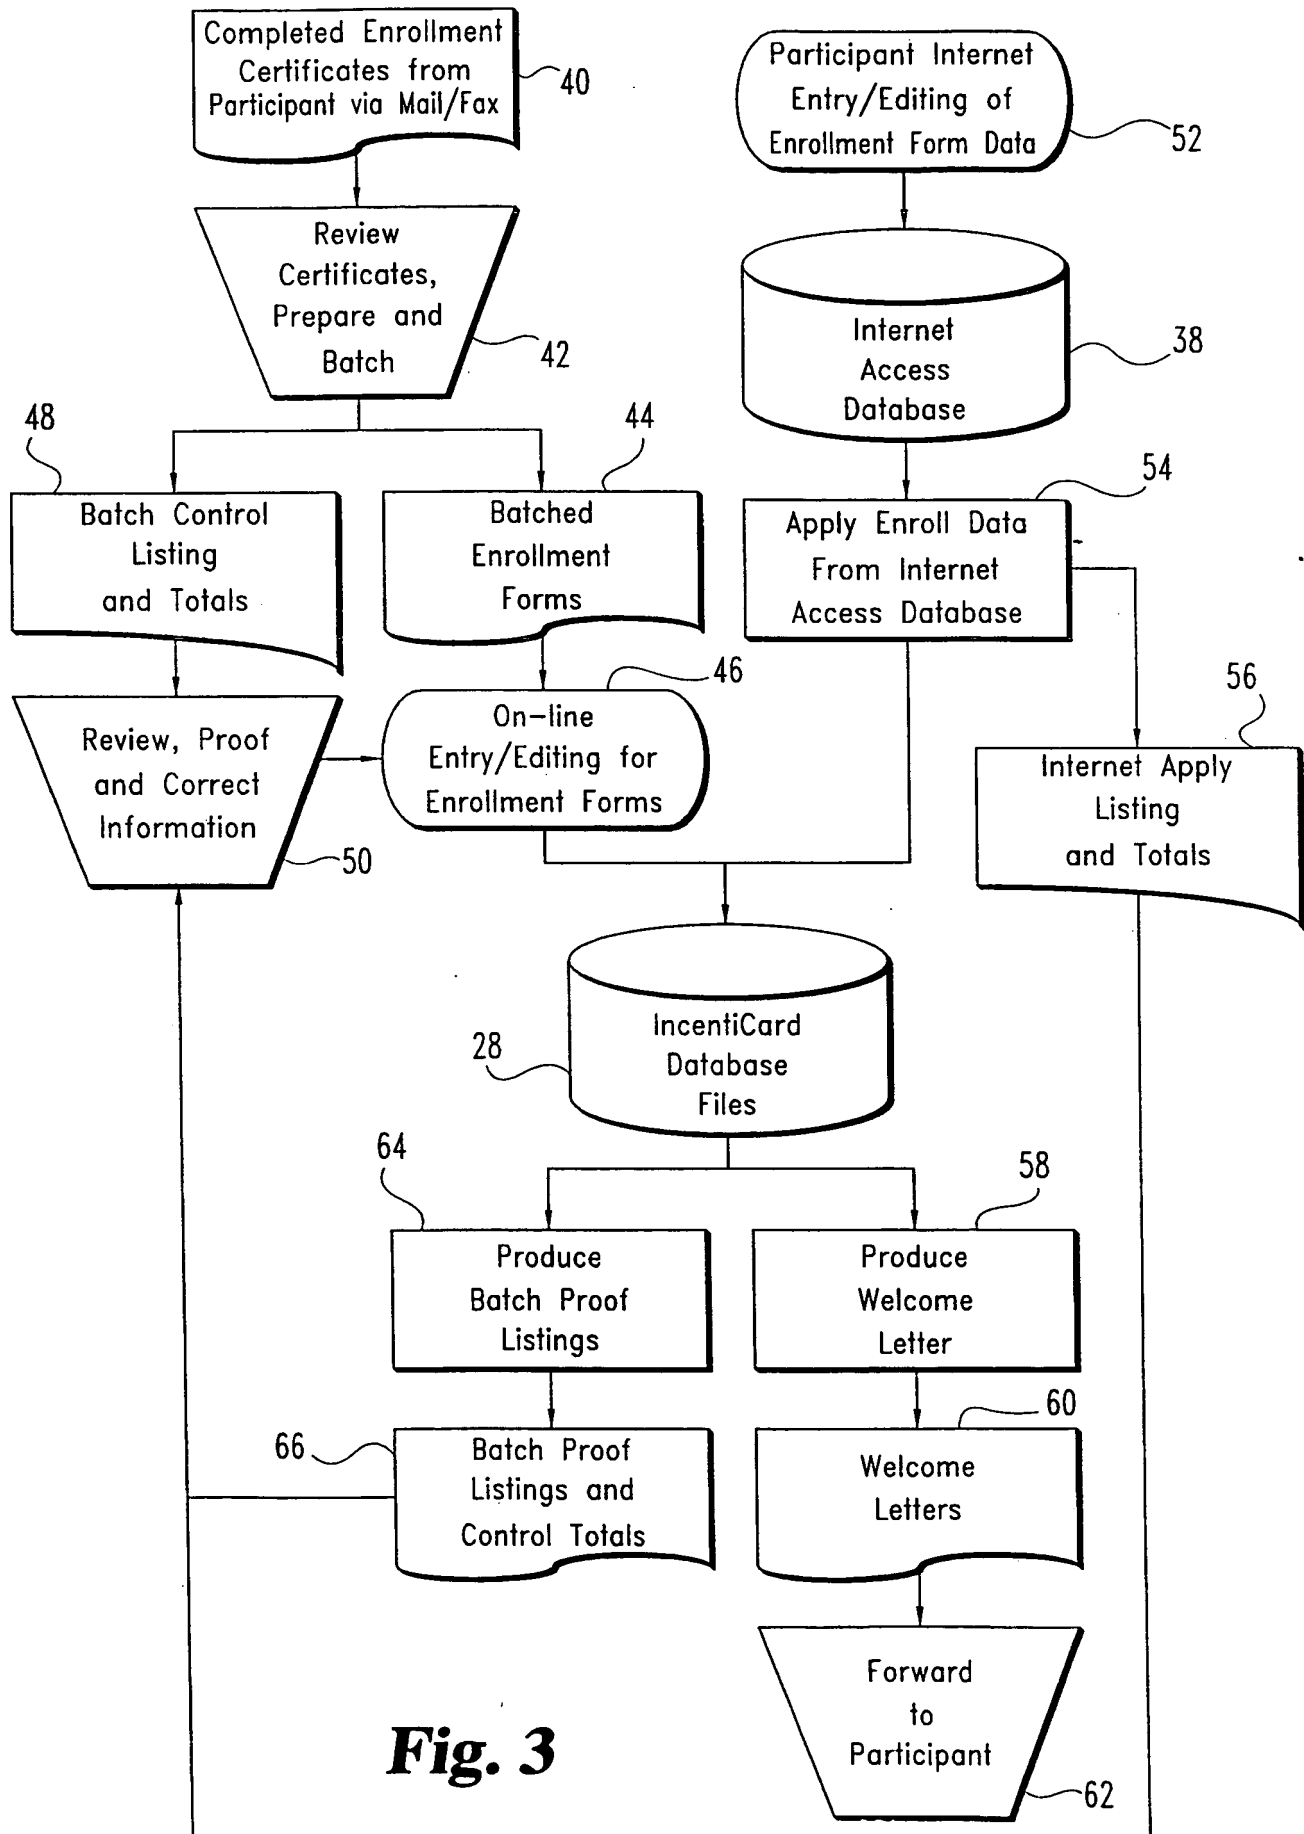 Completed Enrollment
Certificates from
Participant via Mail/Fax
40
Participant Internet
Entry/Editing of
Enrollment Form Data
52
Review
Certificates,
Prepare and
Batch
42
Internet
Access
Database
38
48
Batch Control
Listing
and Totals
44
Batched
Enrollment
Forms
54
Apply Enroll Data
From Internet
Access Database
Review, Proof
and Correct
Information
50
46
On-line
Entry/Editing for
Enrollment Forms
56
Internet Apply
Listing
and Totals
28
IncentiCard
Database
Files
64
Produce
Batch Proof
Listings
58
Produce
Welcome
Letter
66
Batch Proof
Listings and
Control Totals
60
Welcome
Letters
Forward
to
Participant
62
Fig. 3